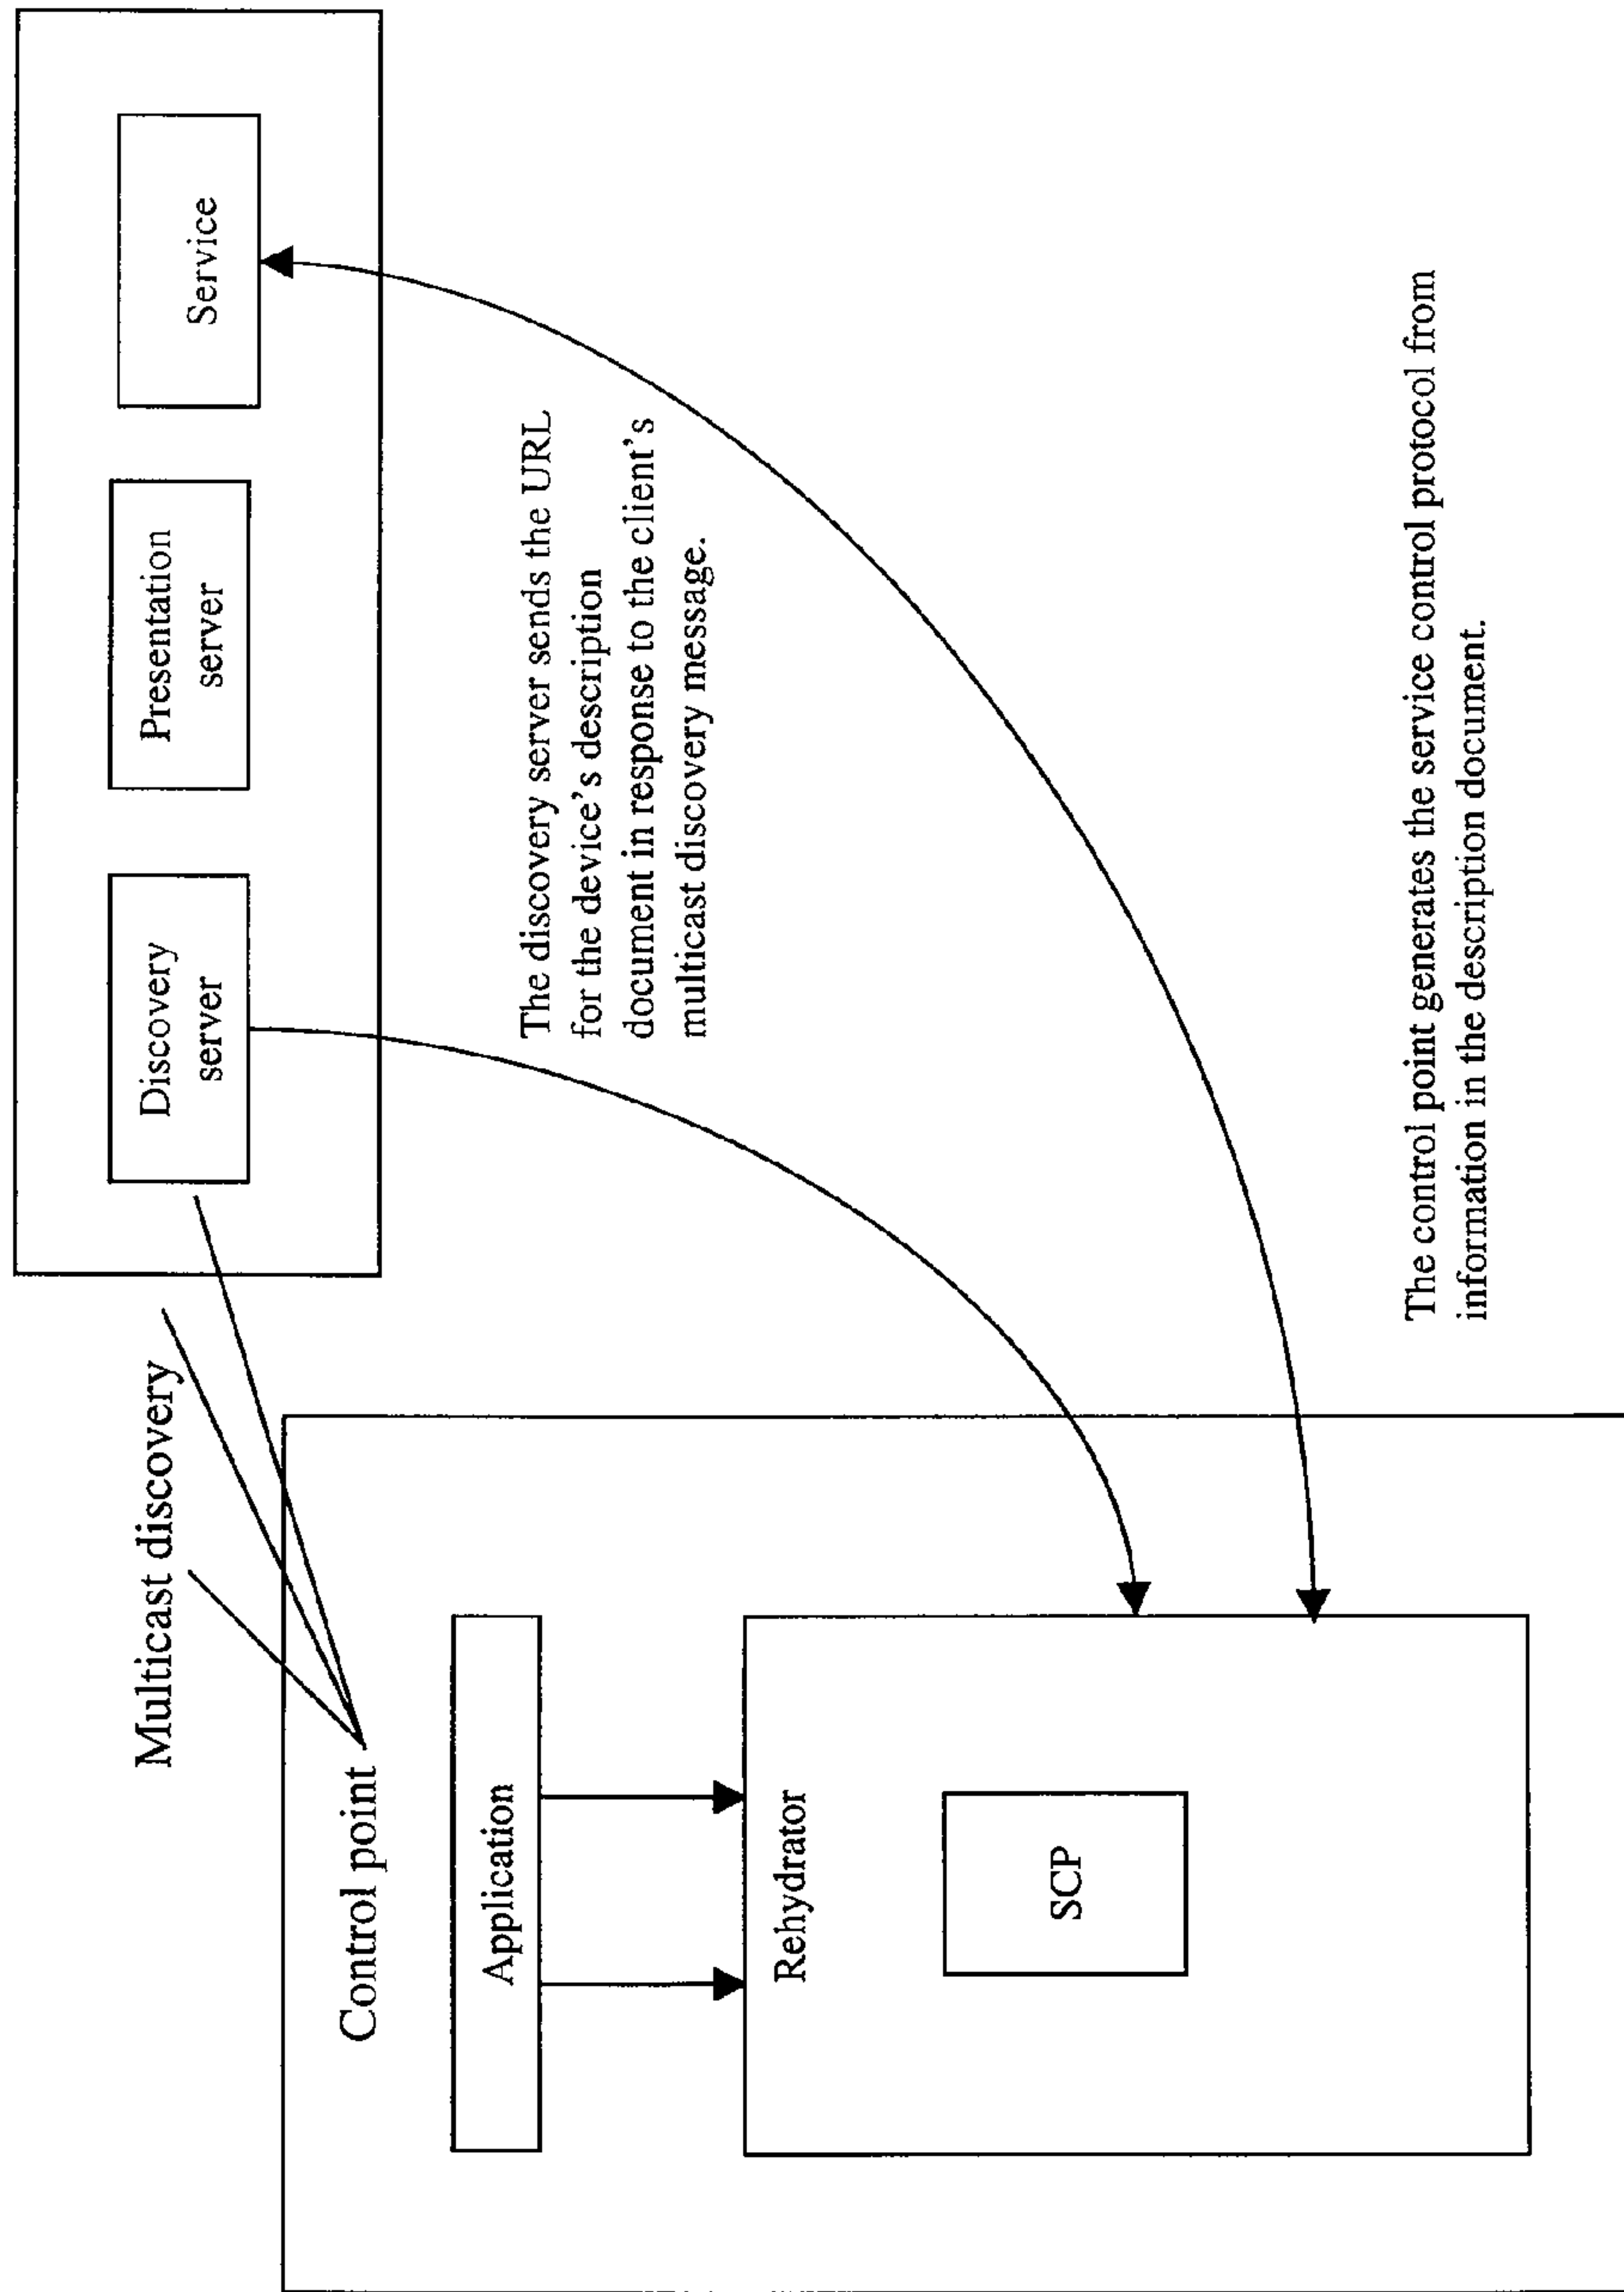 Multicast discovery
Control point
Application
Rehydrator
SCP
Discovery
server
Presentation
server
Service
The discovery server sends the URL
for the device's description
document in response to the client's
multicast discovery message.
The control point generates the service control protocol from
information in the description document.